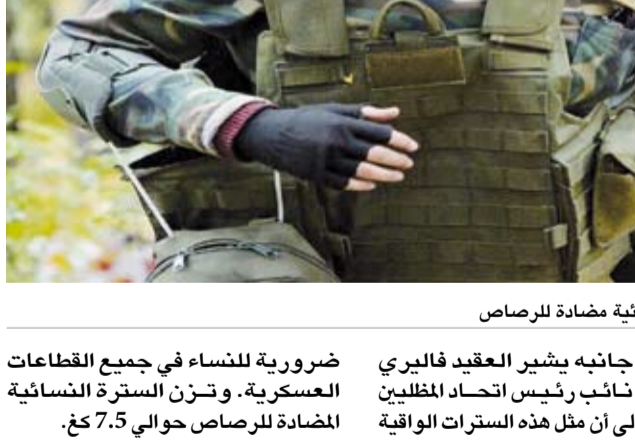 ئية مضادة للرصاص
جانبه يشير العقيد فاليري
نائب رئيس اتحاد المظليين
لى أن مثل هذه السترات الواقية
ضرورية للنساء في جميع القطاعات
العسكرية. وتزن السترة النسائية
المضادة للرصاص حوالي 7.5 كغ.